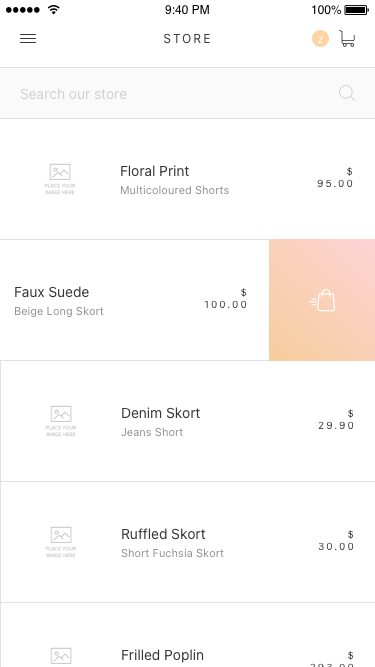 9:40 PM
100%
STORE
2
Search our store
PLACE YOUR
IMAGE HERE
Floral Print
Multicoloured Shorts
$
95.00
Faux Suede
Beige Long Skort
$
100.00
PLACE YOUR
IMAGE HERE
Denim Skort
Jeans Short
$
29.90
PLACE YOUR
IMAGE HERE
Ruffled Skort
Short Fuchsia Skort
$
30.00
Frilled Poplin
$
293.00